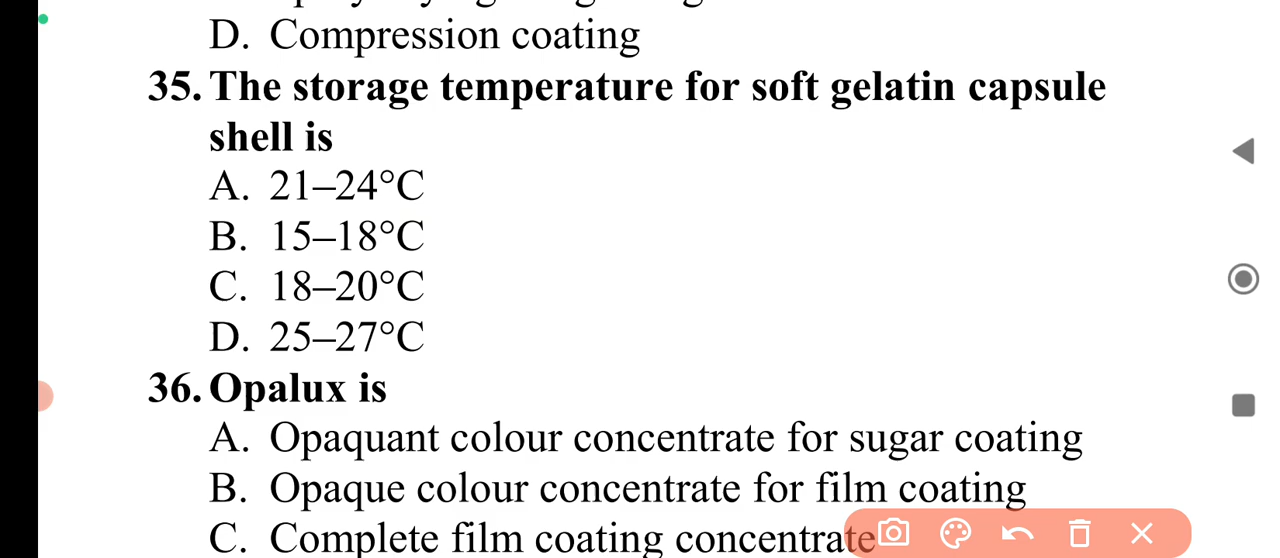 D. Compression coating
35. The storage temperature for soft gelatin capsule
shell is
A. 21–24°C
B. 15–18°C
C. 18–20°C
D. 25–27°C
36. Opalux is
A. Opaquant colour concentrate for sugar coating
B. Opaque colour concentrate for film coating
C. Complete film coating concentrate